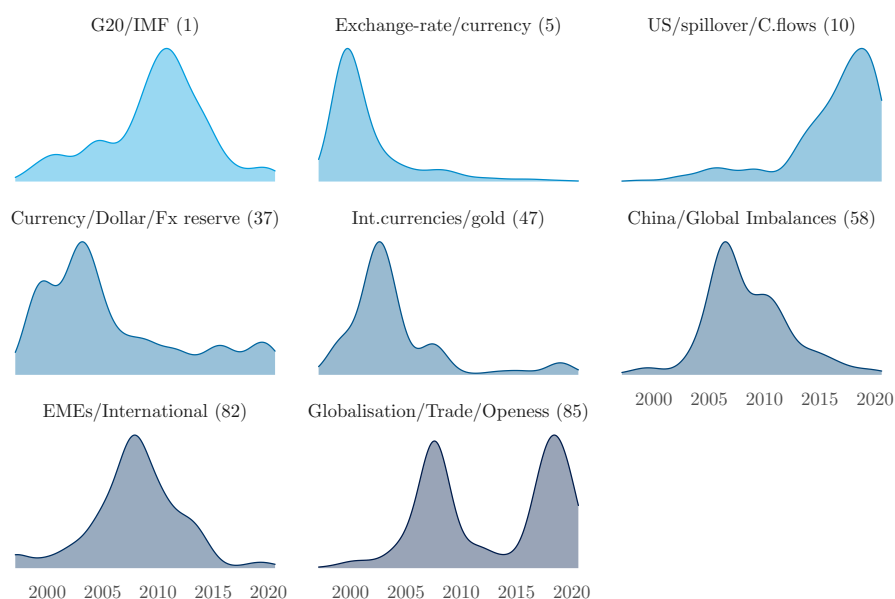 G20/IMF (1)
Exchange-rate/currency (5)
US/spillover/C.flows (10)
Currency/Dollar/Fx reserve (37)
Int.currencies/gold (47)
China/Global Imbalances (58)
2000 2005 2010 2015 2020
EMEs/International (82)
Globalisation/Trade/Openess (85)
2000 2005 2010 2015 2020
2000 2005 2010 2015 2020